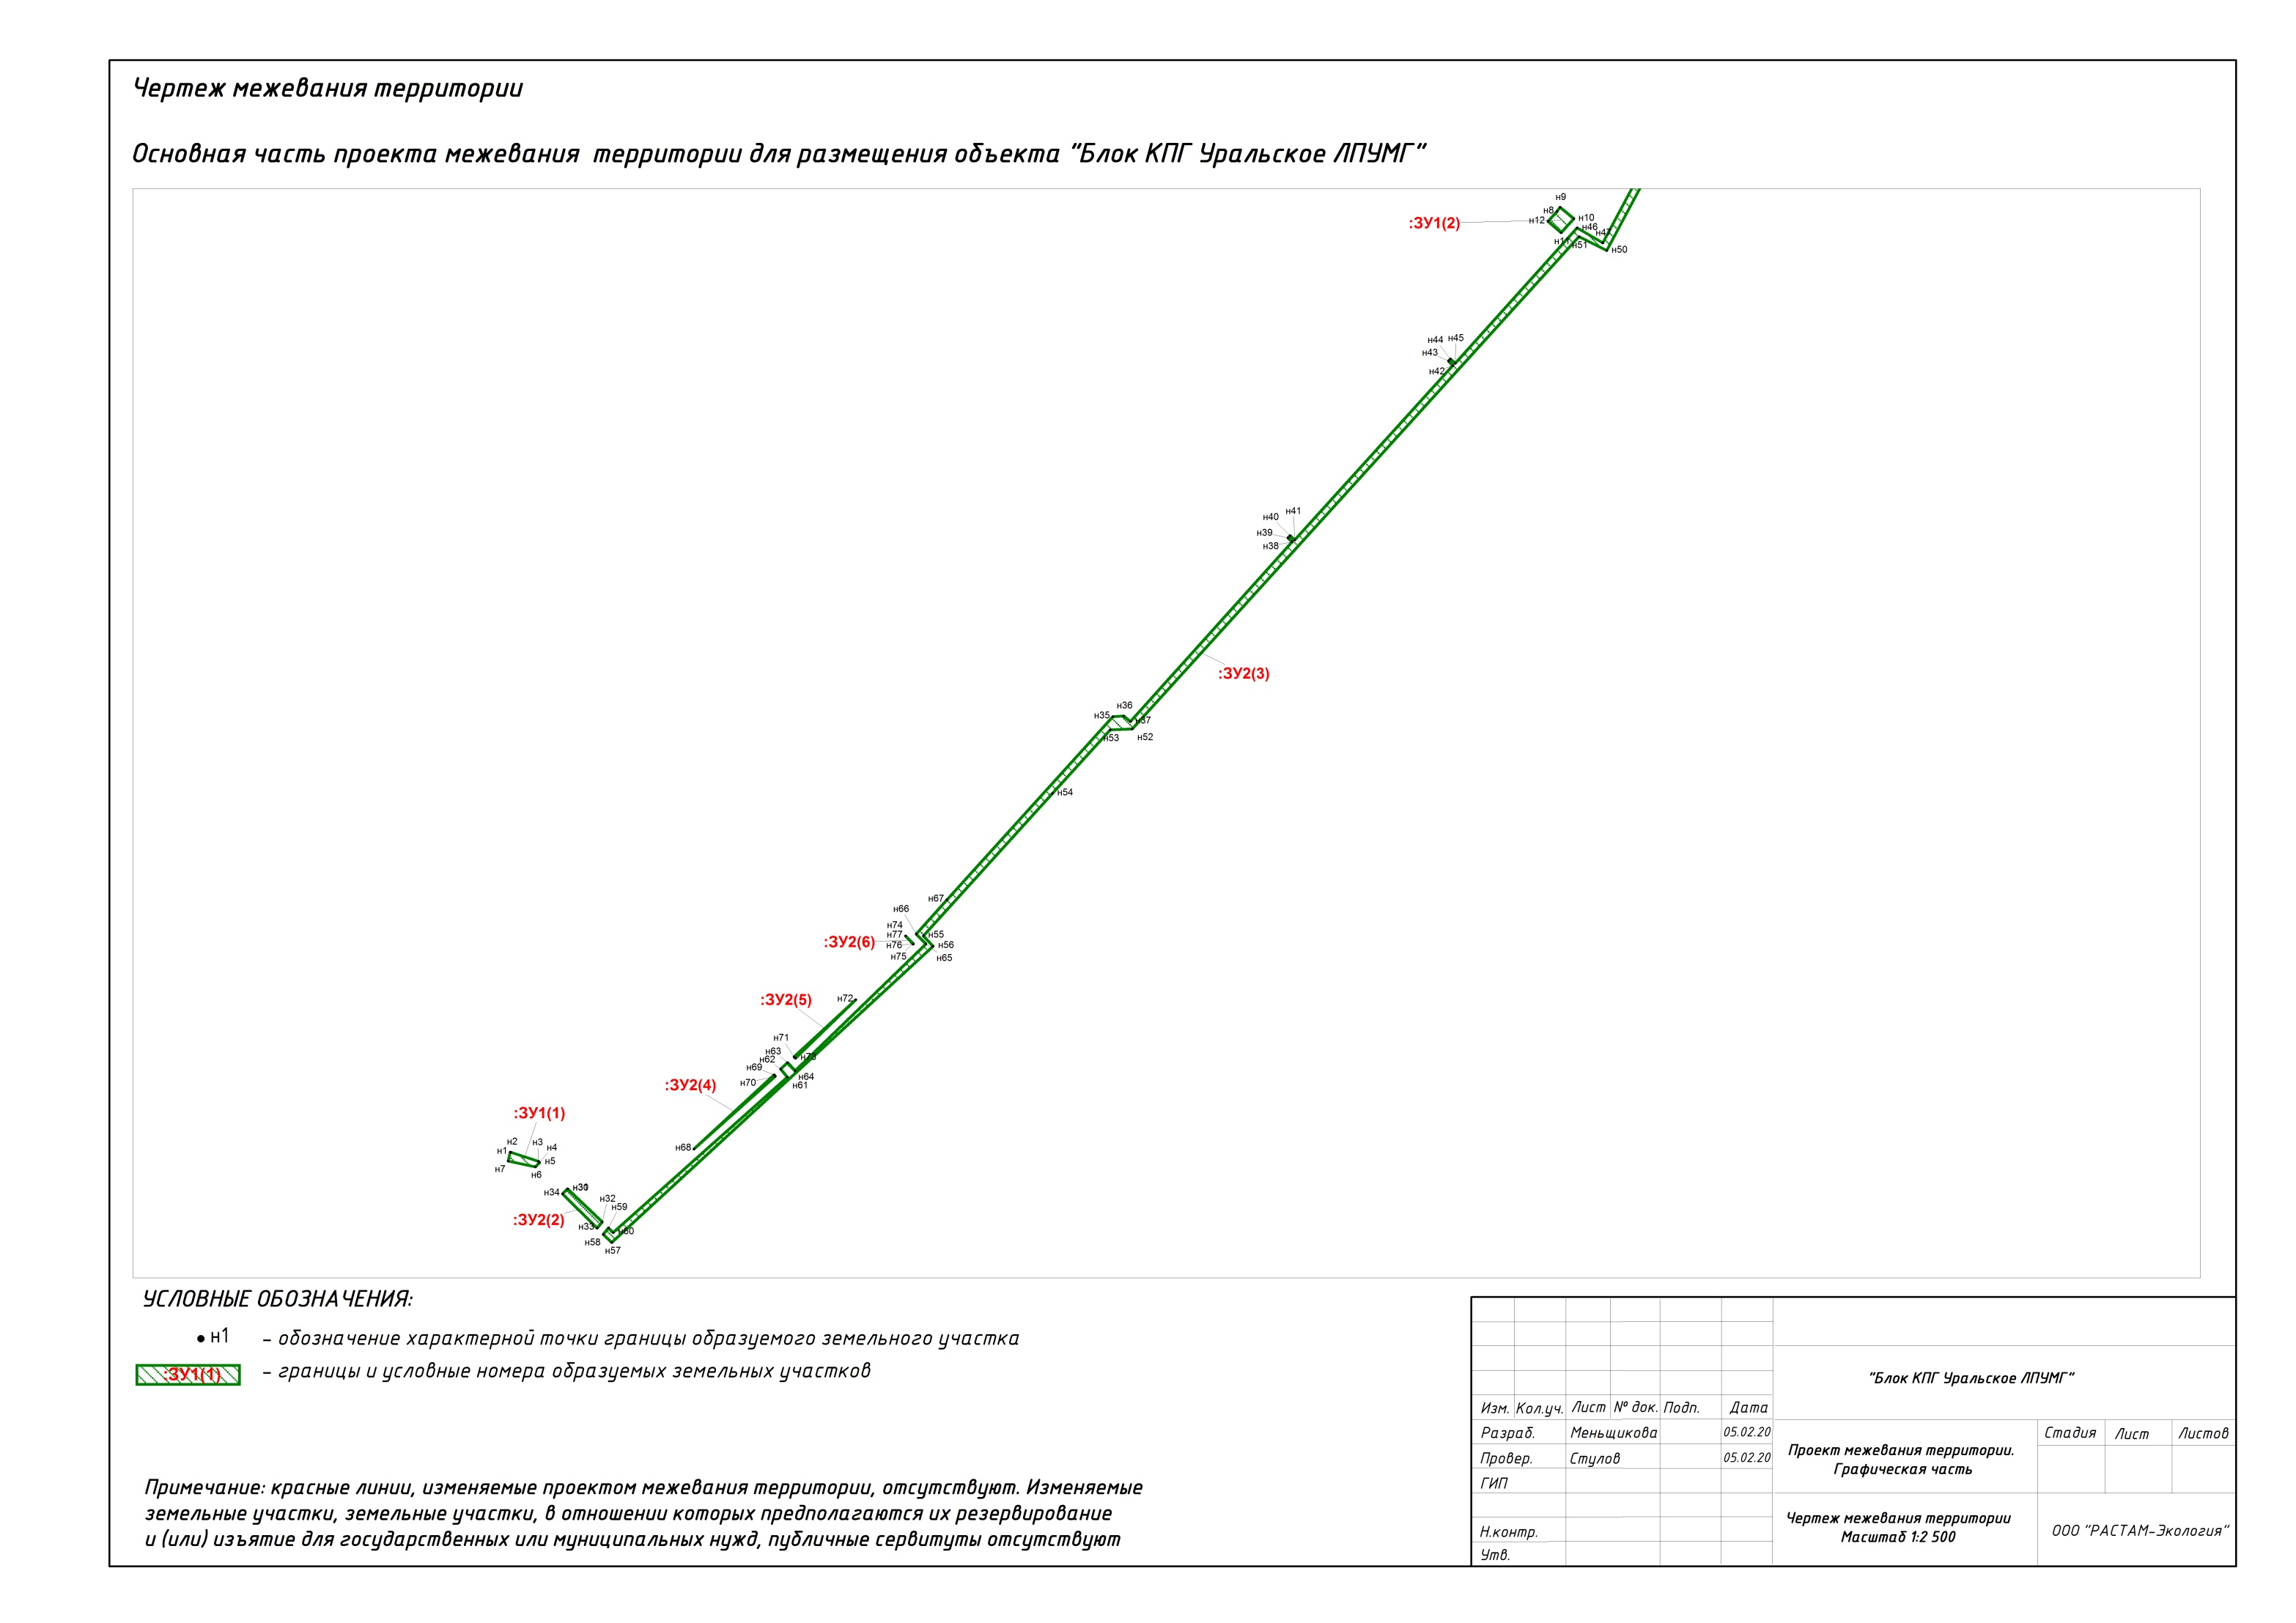 Чертеж межевания территории
Основная часть проекта межевания территории для размещения объекта "Блок КПГ Уральское ЛПУМГ"
н9
н8
:ЗУ1(2)
н12
н10
н46
н47
н11
н51
н50
н44
н45
н43
н42
н41
н40
н39
н38
:ЗУ2(3)
н36
н35
н37
н53
н52
н54
н67
н66
н74
н77
н55
:ЗУ2(6)
н76
н56
н75
н65
:ЗУ2(5)
н72
н71
н63
н73
н62
н69
н64
н70
н61
:ЗУ2(4)
:ЗУ1(1)
н2
н3
н4
н1
н5
н7
н6
н68
н30
н34
н32
н59
:ЗУ2(2)
н33
н60
н58
н57
УСЛОВНЫЕ ОБОЗНАЧЕНИЯ:
н1 - обозначение характерной точки границы образуемого земельного участка
:ЗУ1(1) - границы и условные номера образуемых земельных участков
Примечание: красные линии, изменяемые проектом межевания территории, отсутствуют. Изменяемые
земельные участки, земельные участки, в отношении которых предполагаются их резервирование
и (или) изъятие для государственных или муниципальных нужд, публичные сервитуты отсутствуют
"Блок КПГ Уральское ЛПУМГ"
Изм. Кол.уч. Лист № док. Подп. Дата
Разраб. Меньщикова 05.02.20
Провер. Стулов 05.02.20
ГИП
Н.контр.
Утв.
Проект межевания территории.
Графическая часть
Стадия Лист Листов
Чертеж межевания территории
Масштаб 1:2 500
ООО "РАСТАМ-Экология"